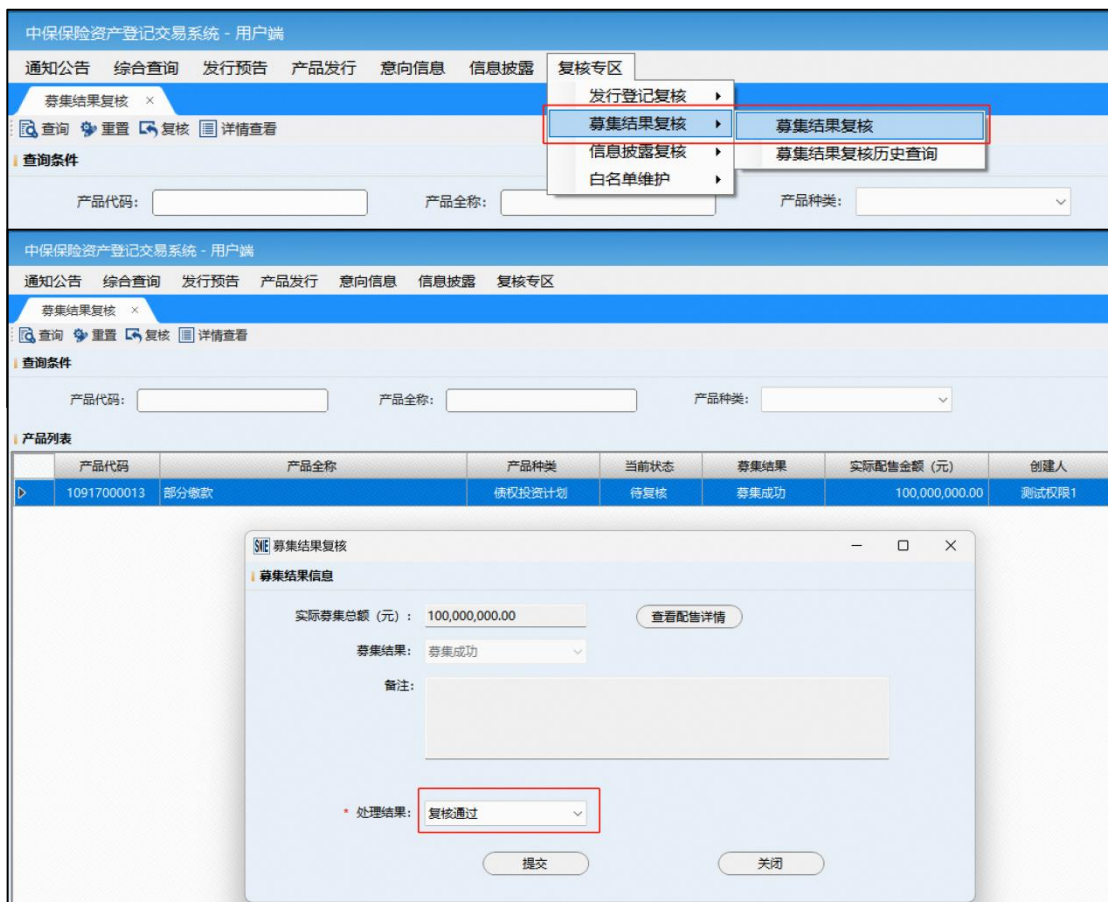 中保保险资产登记交易系统 - 用户端
通知公告 综合查询 发行预告 产品发行 意向信息 信息披露 复核专区
募集结果复核 ×
发行登记复核
查询 重置 复核 详情查看
募集结果复核
募集结果复核
查询条件
信息披露复核
募集结果复核历史查询
白名单维护
产品代码: 产品全称: 产品种类:
中保保险资产登记交易系统 - 用户端
通知公告 综合查询 发行预告 产品发行 意向信息 信息披露 复核专区
募集结果复核 ×
查询 重置 复核 详情查看
查询条件
产品代码: 产品全称: 产品种类:
产品列表
产品代码 产品全称 产品种类 当前状态 募集结果 实际配售金额（元） 创建人
10917000013 部分缴款 债权投资计划 待复核 募集成功 100,000,000.00 测试权限1
募集结果复核
募集结果信息
实际募集总额（元）: 100,000,000.00 查看配售详情
募集结果: 募集成功
备注:
* 处理结果: 复核通过
提交 关闭